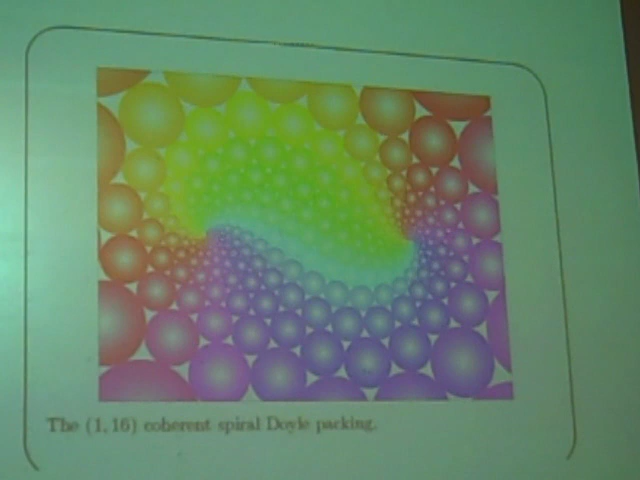 The (1, 16) coherent spiral Doyle packing.